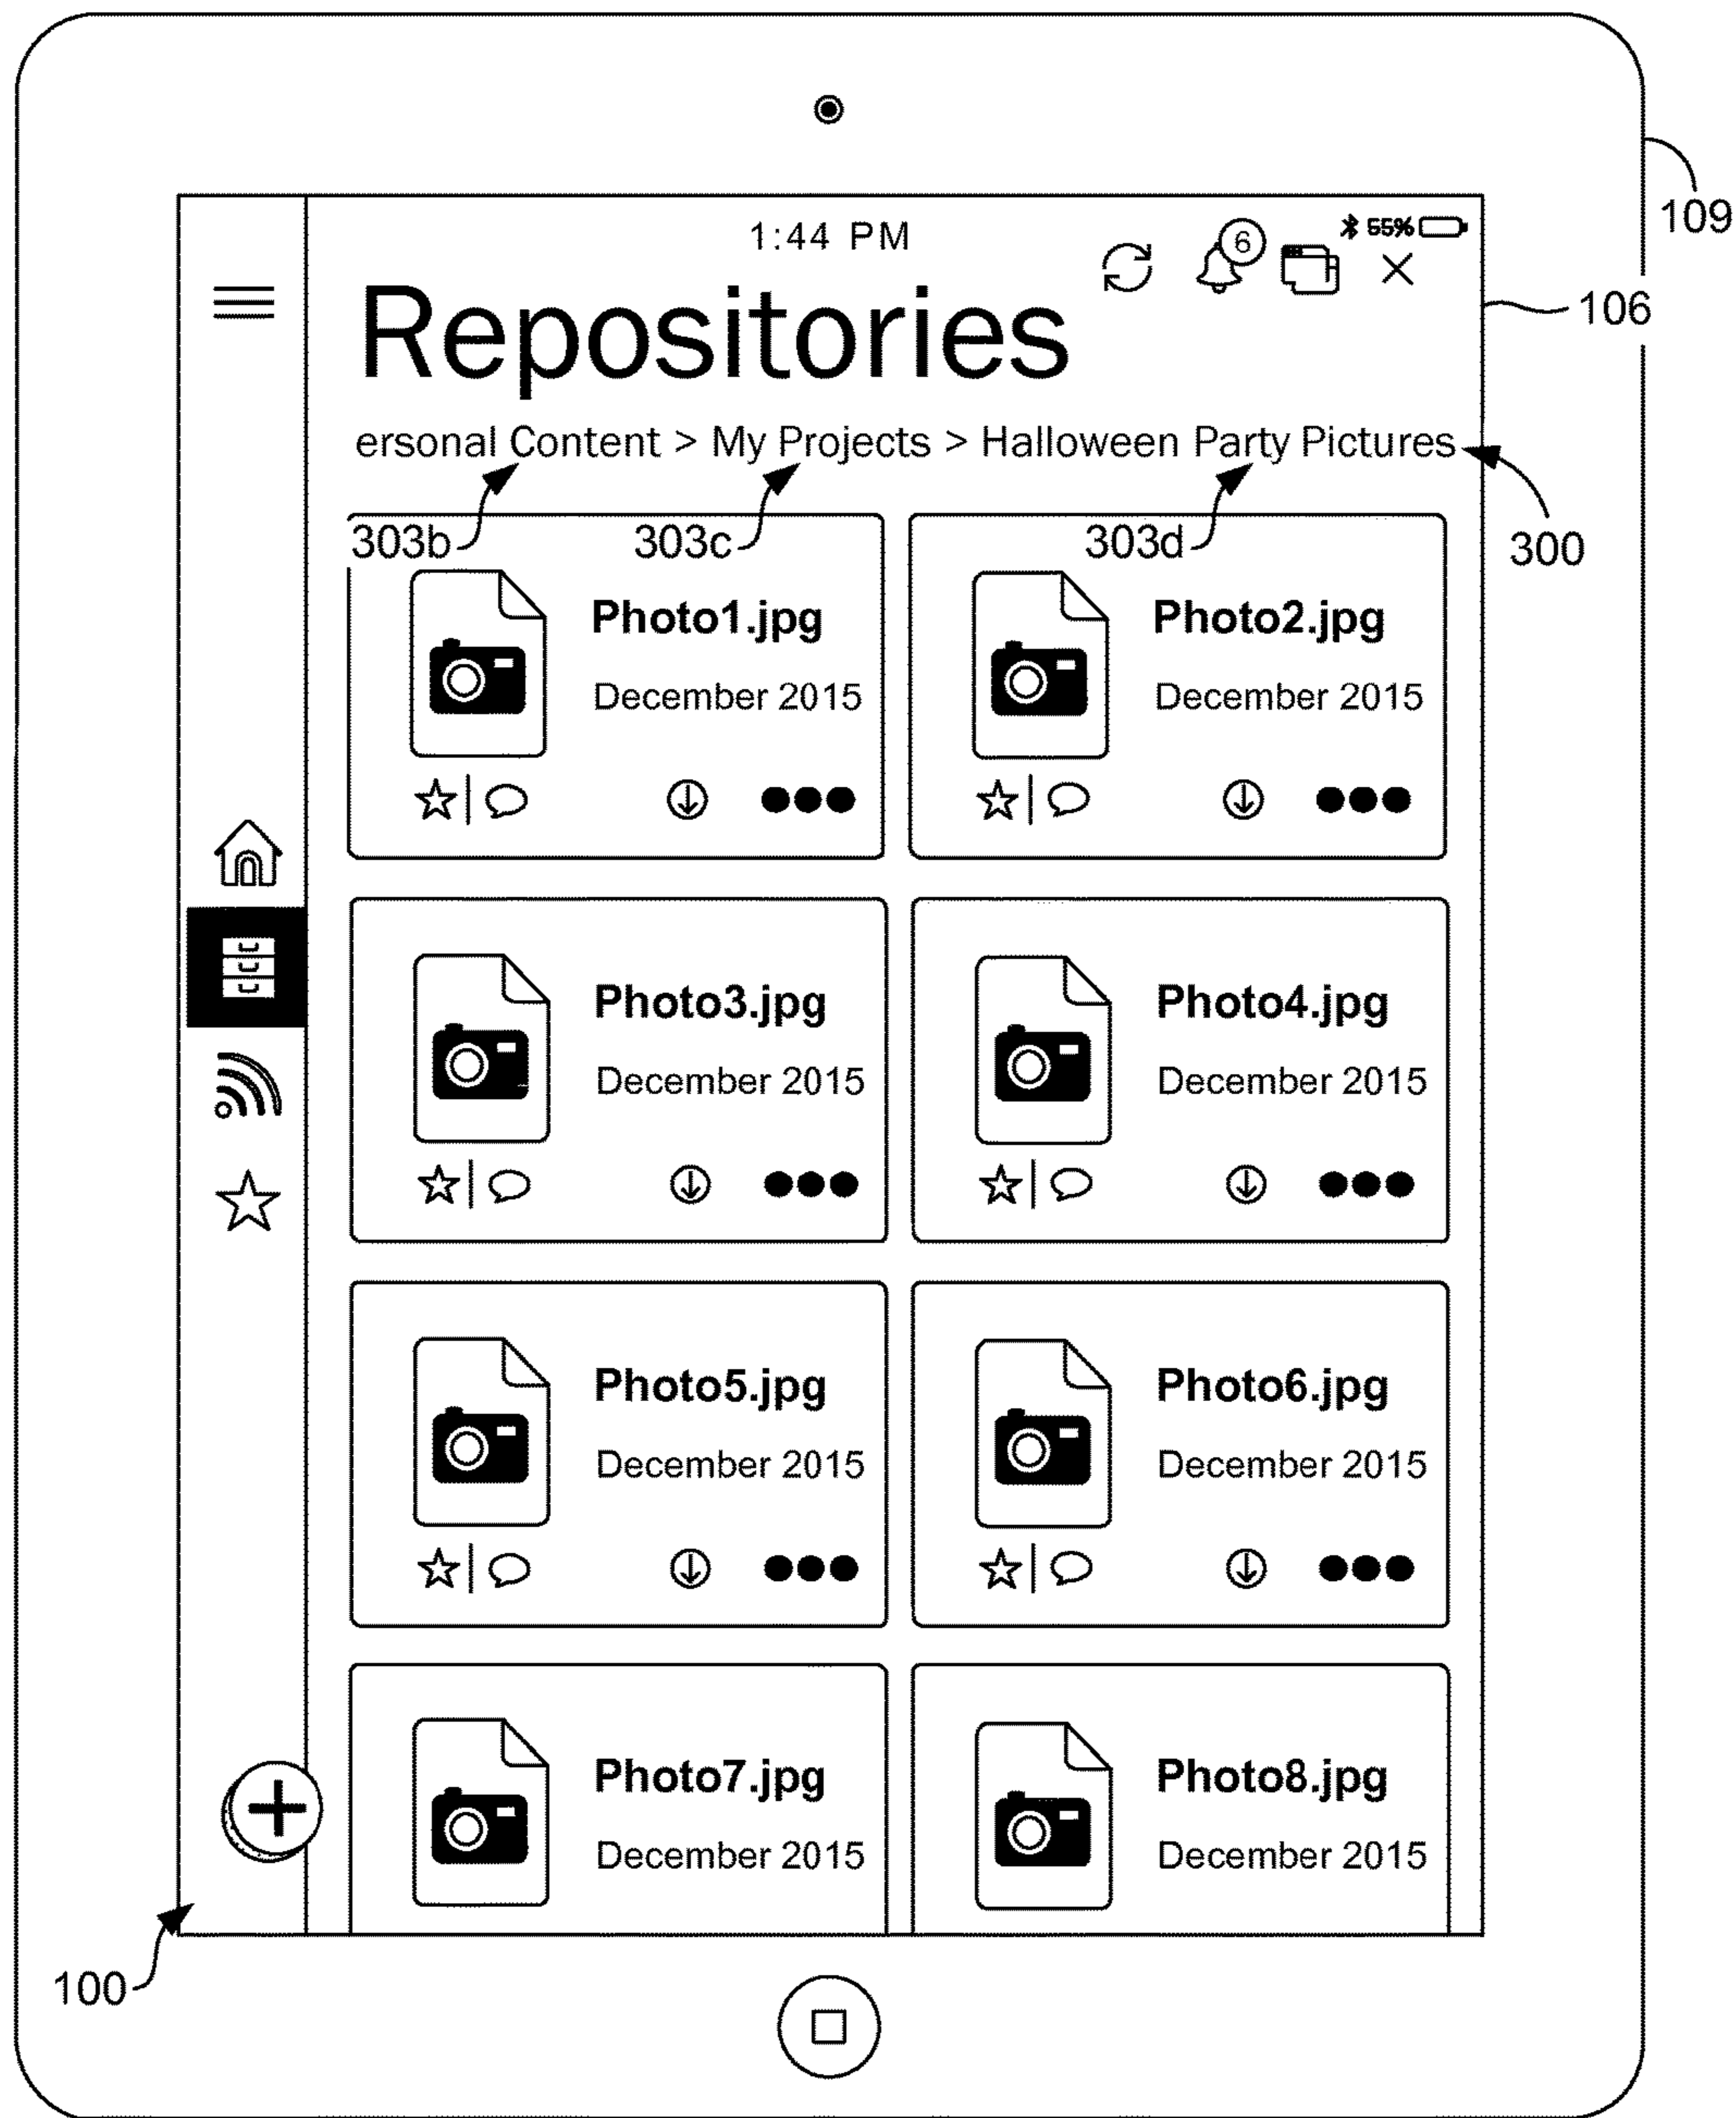 109
1:44 PM
6
55%
Repositories
106
ersonal Content > My Projects > Halloween Party Pictures
303b 303c 303d 300
Photo1.jpg Photo2.jpg
December 2015 December 2015
Photo3.jpg Photo4.jpg
December 2015 December 2015
Photo5.jpg Photo6.jpg
December 2015 December 2015
Photo7.jpg Photo8.jpg
December 2015 December 2015
100